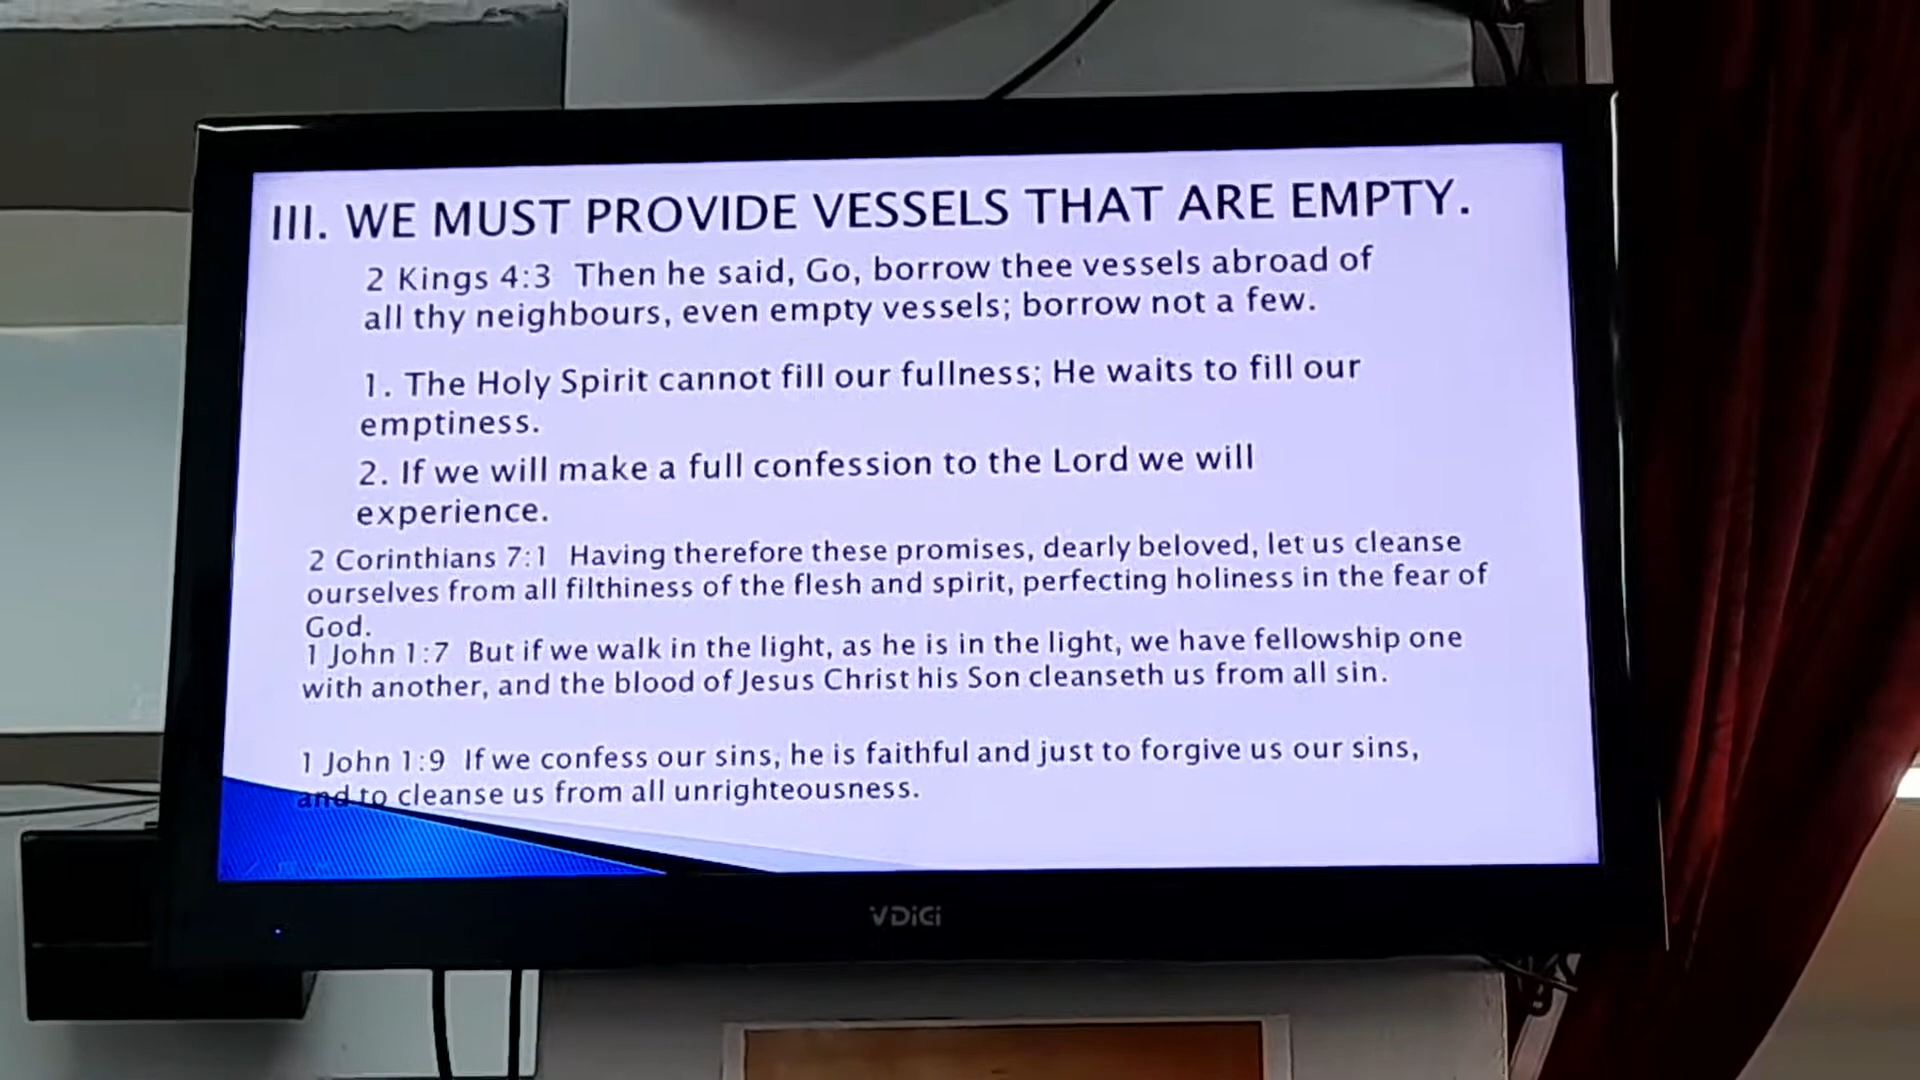 III. WE MUST PROVIDE VESSELS THAT ARE EMPTY.
2 Kings 4:3 Then he said, Go, borrow thee vessels abroad of
all thy neighbours, even empty vessels; borrow not a few.
1. The Holy Spirit cannot fill our fullness; He waits to fill our
emptiness.
2. If we will make a full confession to the Lord we will
experience.
2 Corinthians 7:1 Having therefore these promises, dearly beloved, let us cleanse
ourselves from all filthiness of the flesh and spirit, perfecting holiness in the fear of
God.
1 John 1:7 But if we walk in the light, as he is in the light, we have fellowship one
with another, and the blood of Jesus Christ his Son cleanseth us from all sin.
1 John 1:9 If we confess our sins, he is faithful and just to forgive us our sins,
and to cleanse us from all unrighteousness.
VDiGi